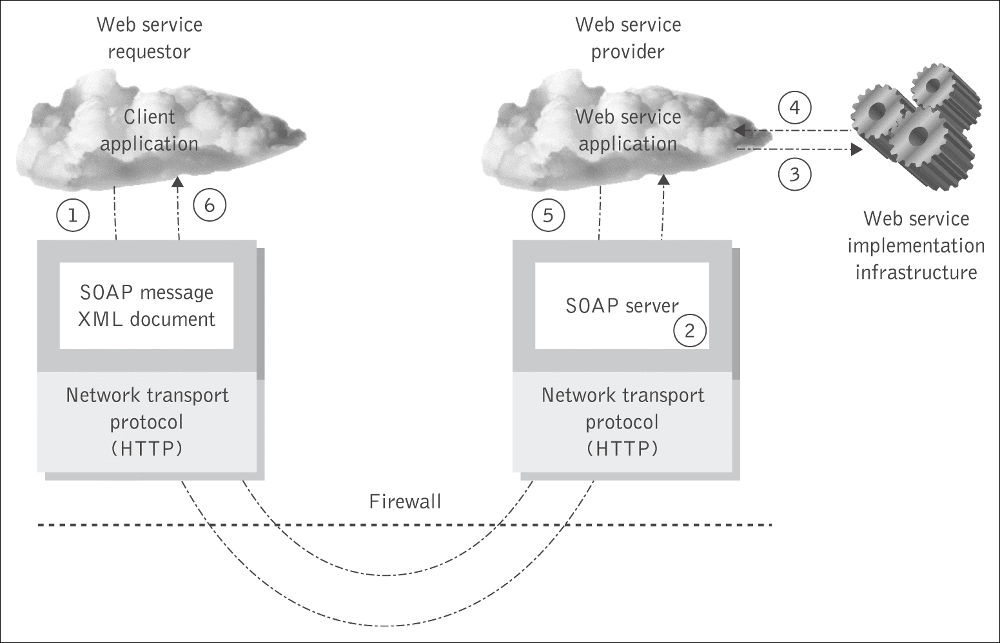 Web service
requestor
Client
application
1
6
SOAP message
XML document
Network transport
protocol
(HTTP)
Web service
provider
Web service
application
4
3
Web service
implementation
infrastructure
5
SOAP server
2
Network transport
protocol
(HTTP)
Firewall